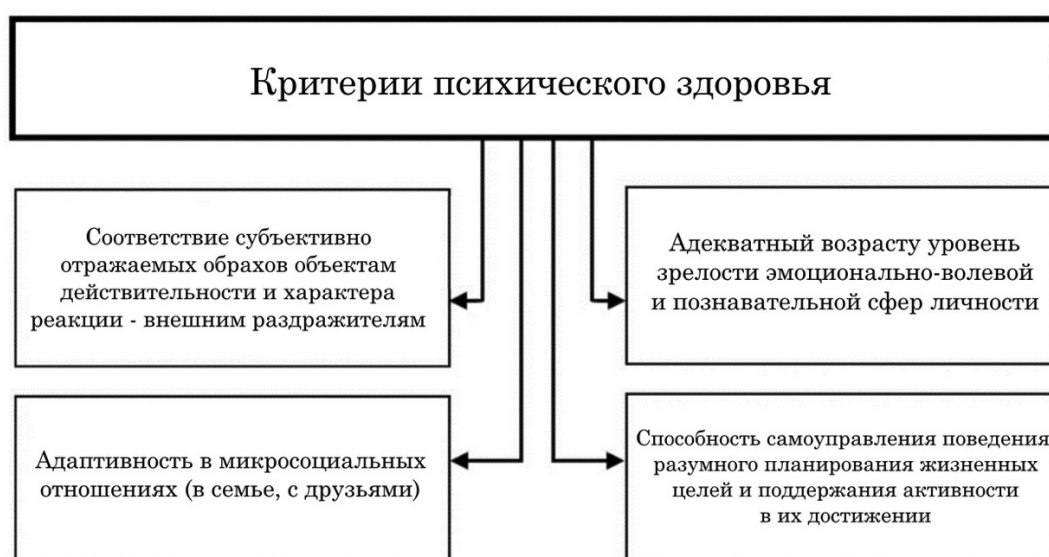 Критерии психического здоровья
Соответствие субъективно
отражаемых обрахов объектам
действительности и характера
реакции - внешним раздражителям
Адекватный возрасту уровень
зрелости эмоционально-волевой
и познавательной сфер личности
Адаптивность в микросоциальных
отношениях (в семье, с друзьями)
Способность самоуправления поведения
разумного планирования жизненных
целей и поддержания активности
в их достижении